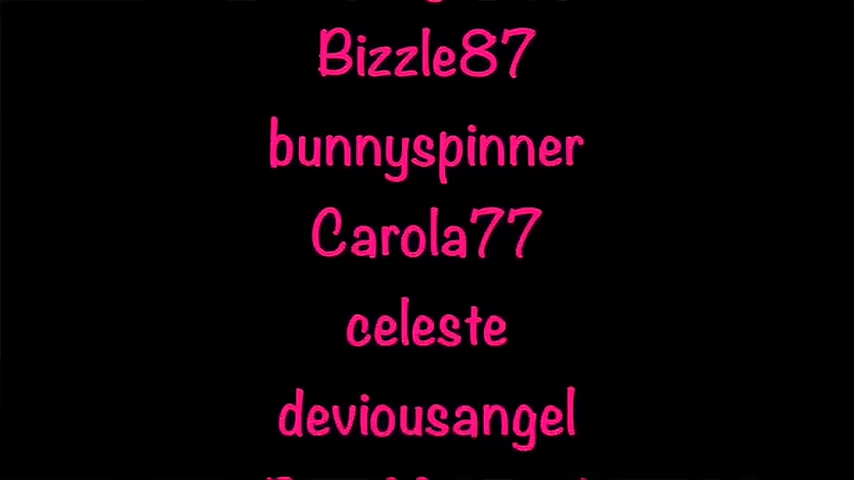 Bizzle87
bunnyspinner
Carola77
celeste
deviousangel